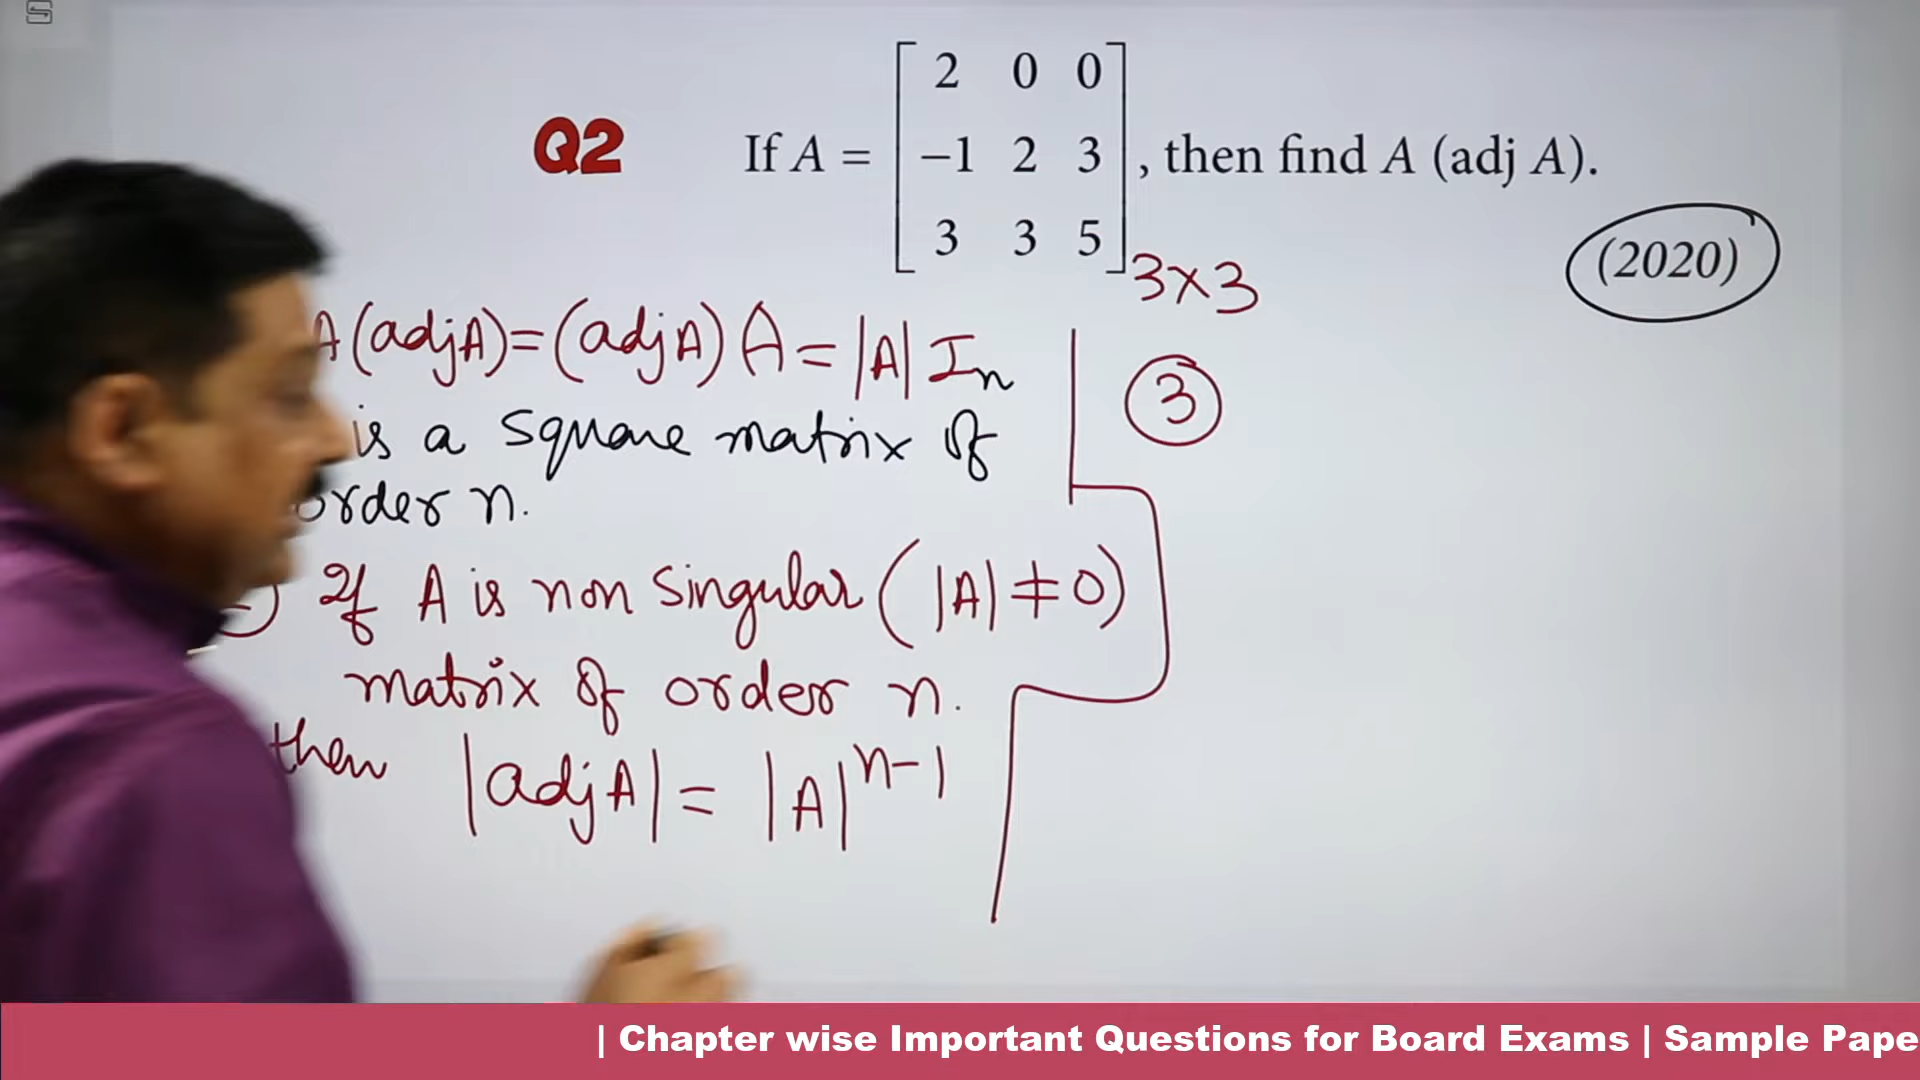 2 0 0
Q2 If A = [ −1 2 3 ], then find A (adj A).
3 3 5
(2020)
3×3
A(adjA)=(adjA)A=|A|In
3
is a square matrix of
order n.
If A is non singular (|A|≠0)
matrix of order n.
then |adjA| = |A|^n-1
| Chapter wise Important Questions for Board Exams | Sample Pape